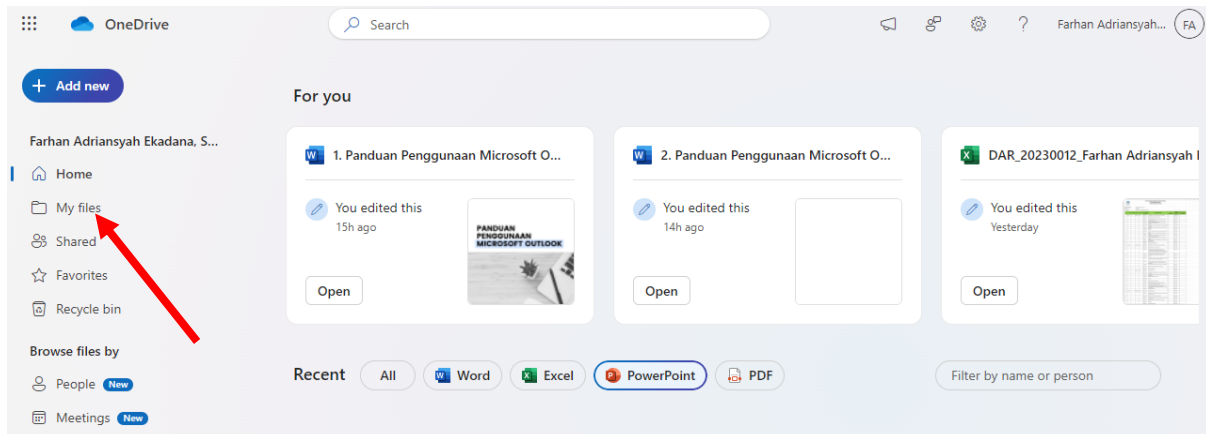 OneDrive
Search
Farhan Adriansyah...
FA
Add new
Farhan Adriansyah Ekadana, S...
Home
My files
Shared
Favorites
Recycle bin
Browse files by
People New
Meetings New
For you
1. Panduan Penggunaan Microsoft O...
You edited this
15h ago
PANDUAN
PENGGUNAAN
MICROSOFT OUTLOOK
Open
2. Panduan Penggunaan Microsoft O...
You edited this
14h ago
Open
DAR_20230012_Farhan Adriansyah
You edited this
Yesterday
Open
Recent All Word Excel PowerPoint PDF
Filter by name or person